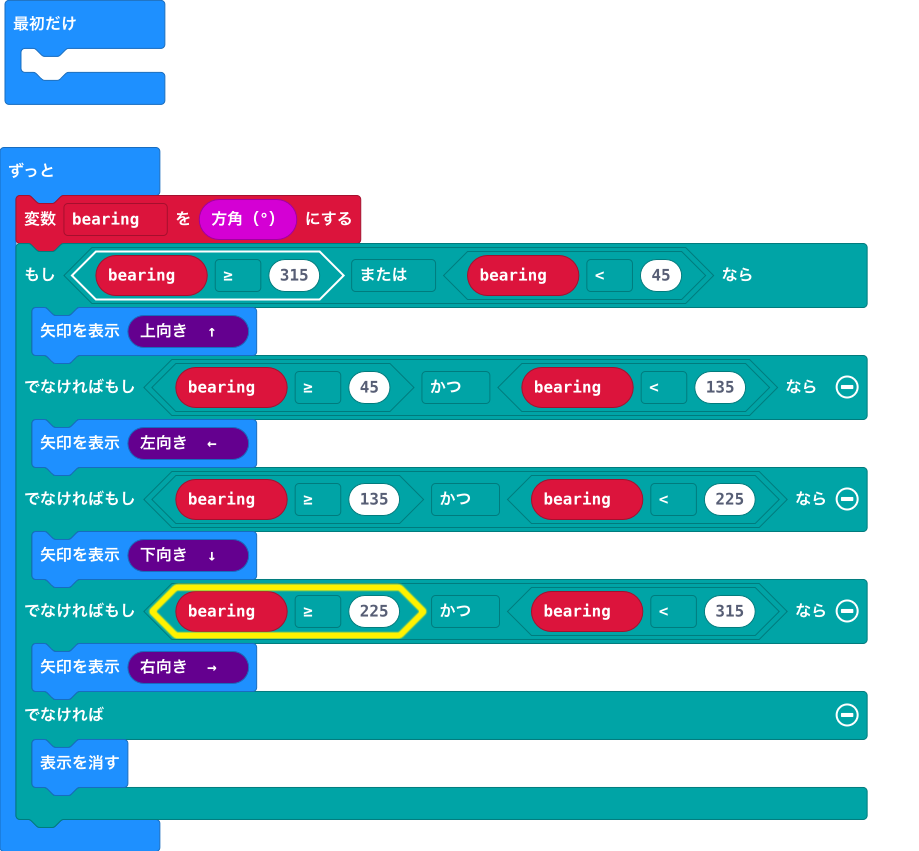 最初だけ
ずっと
変数 bearing を 方角 (°) にする
もし bearing ≥ 315 または bearing < 45 なら
矢印を表示 上向き ↑
でなければもし bearing ≥ 45 かつ bearing < 135 なら
矢印を表示 左向き ←
でなければもし bearing ≥ 135 かつ bearing < 225 なら
矢印を表示 下向き ↓
でなければもし bearing ≥ 225 かつ bearing < 315 なら
矢印を表示 右向き →
でなければ
表示を消す